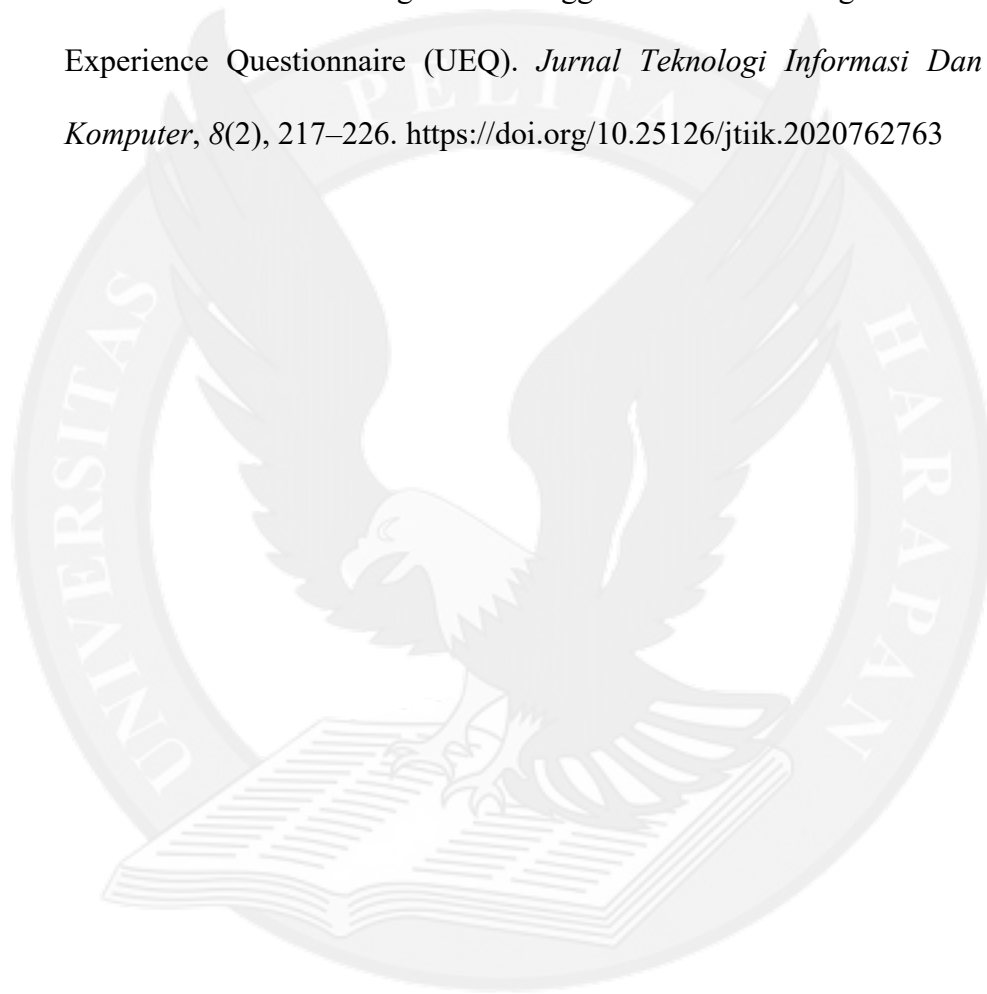 Experience Questionnaire (UEQ). Jurnal Teknologi Informasi Dan
Komputer, 8(2), 217–226. https://doi.org/10.25126/jtiik.2020762763
UNIVERSITAS PELITA HARAPAN